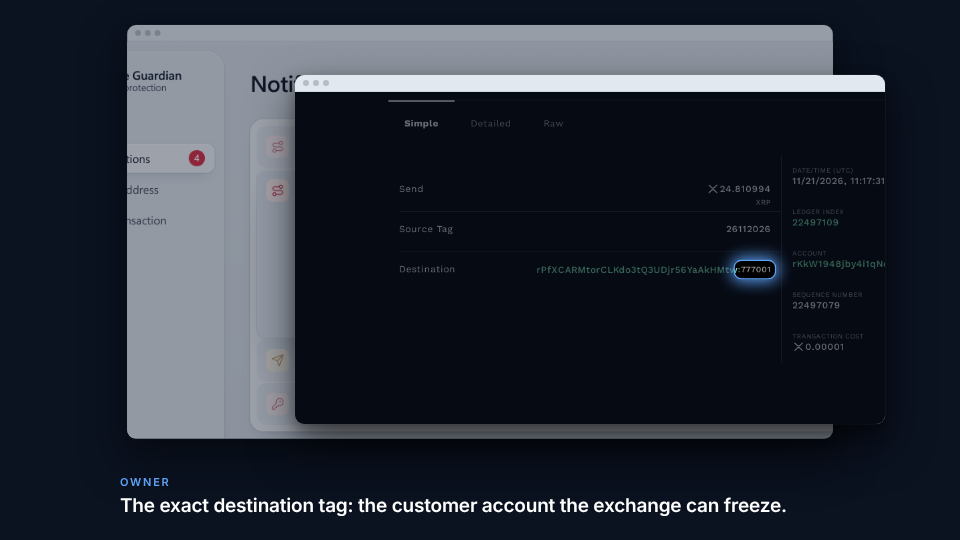 e Guardian
protection
Noti
tions
4
address
nsaction
Simple
Detailed
Raw
Send
24.810994
XRP
Source Tag
26112026
Destination
rPfXCARMtorCLKdo3tQ3UDjr56YaAkHMtw:777001
DATE/TIME (UTC)
11/21/2026, 11:17:31
LEDGER INDEX
22497109
ACCOUNT
rKkW1948jby4i1qN
SEQUENCE NUMBER
22497079
TRANSACTION COST
0.00001
OWNER
The exact destination tag: the customer account the exchange can freeze.